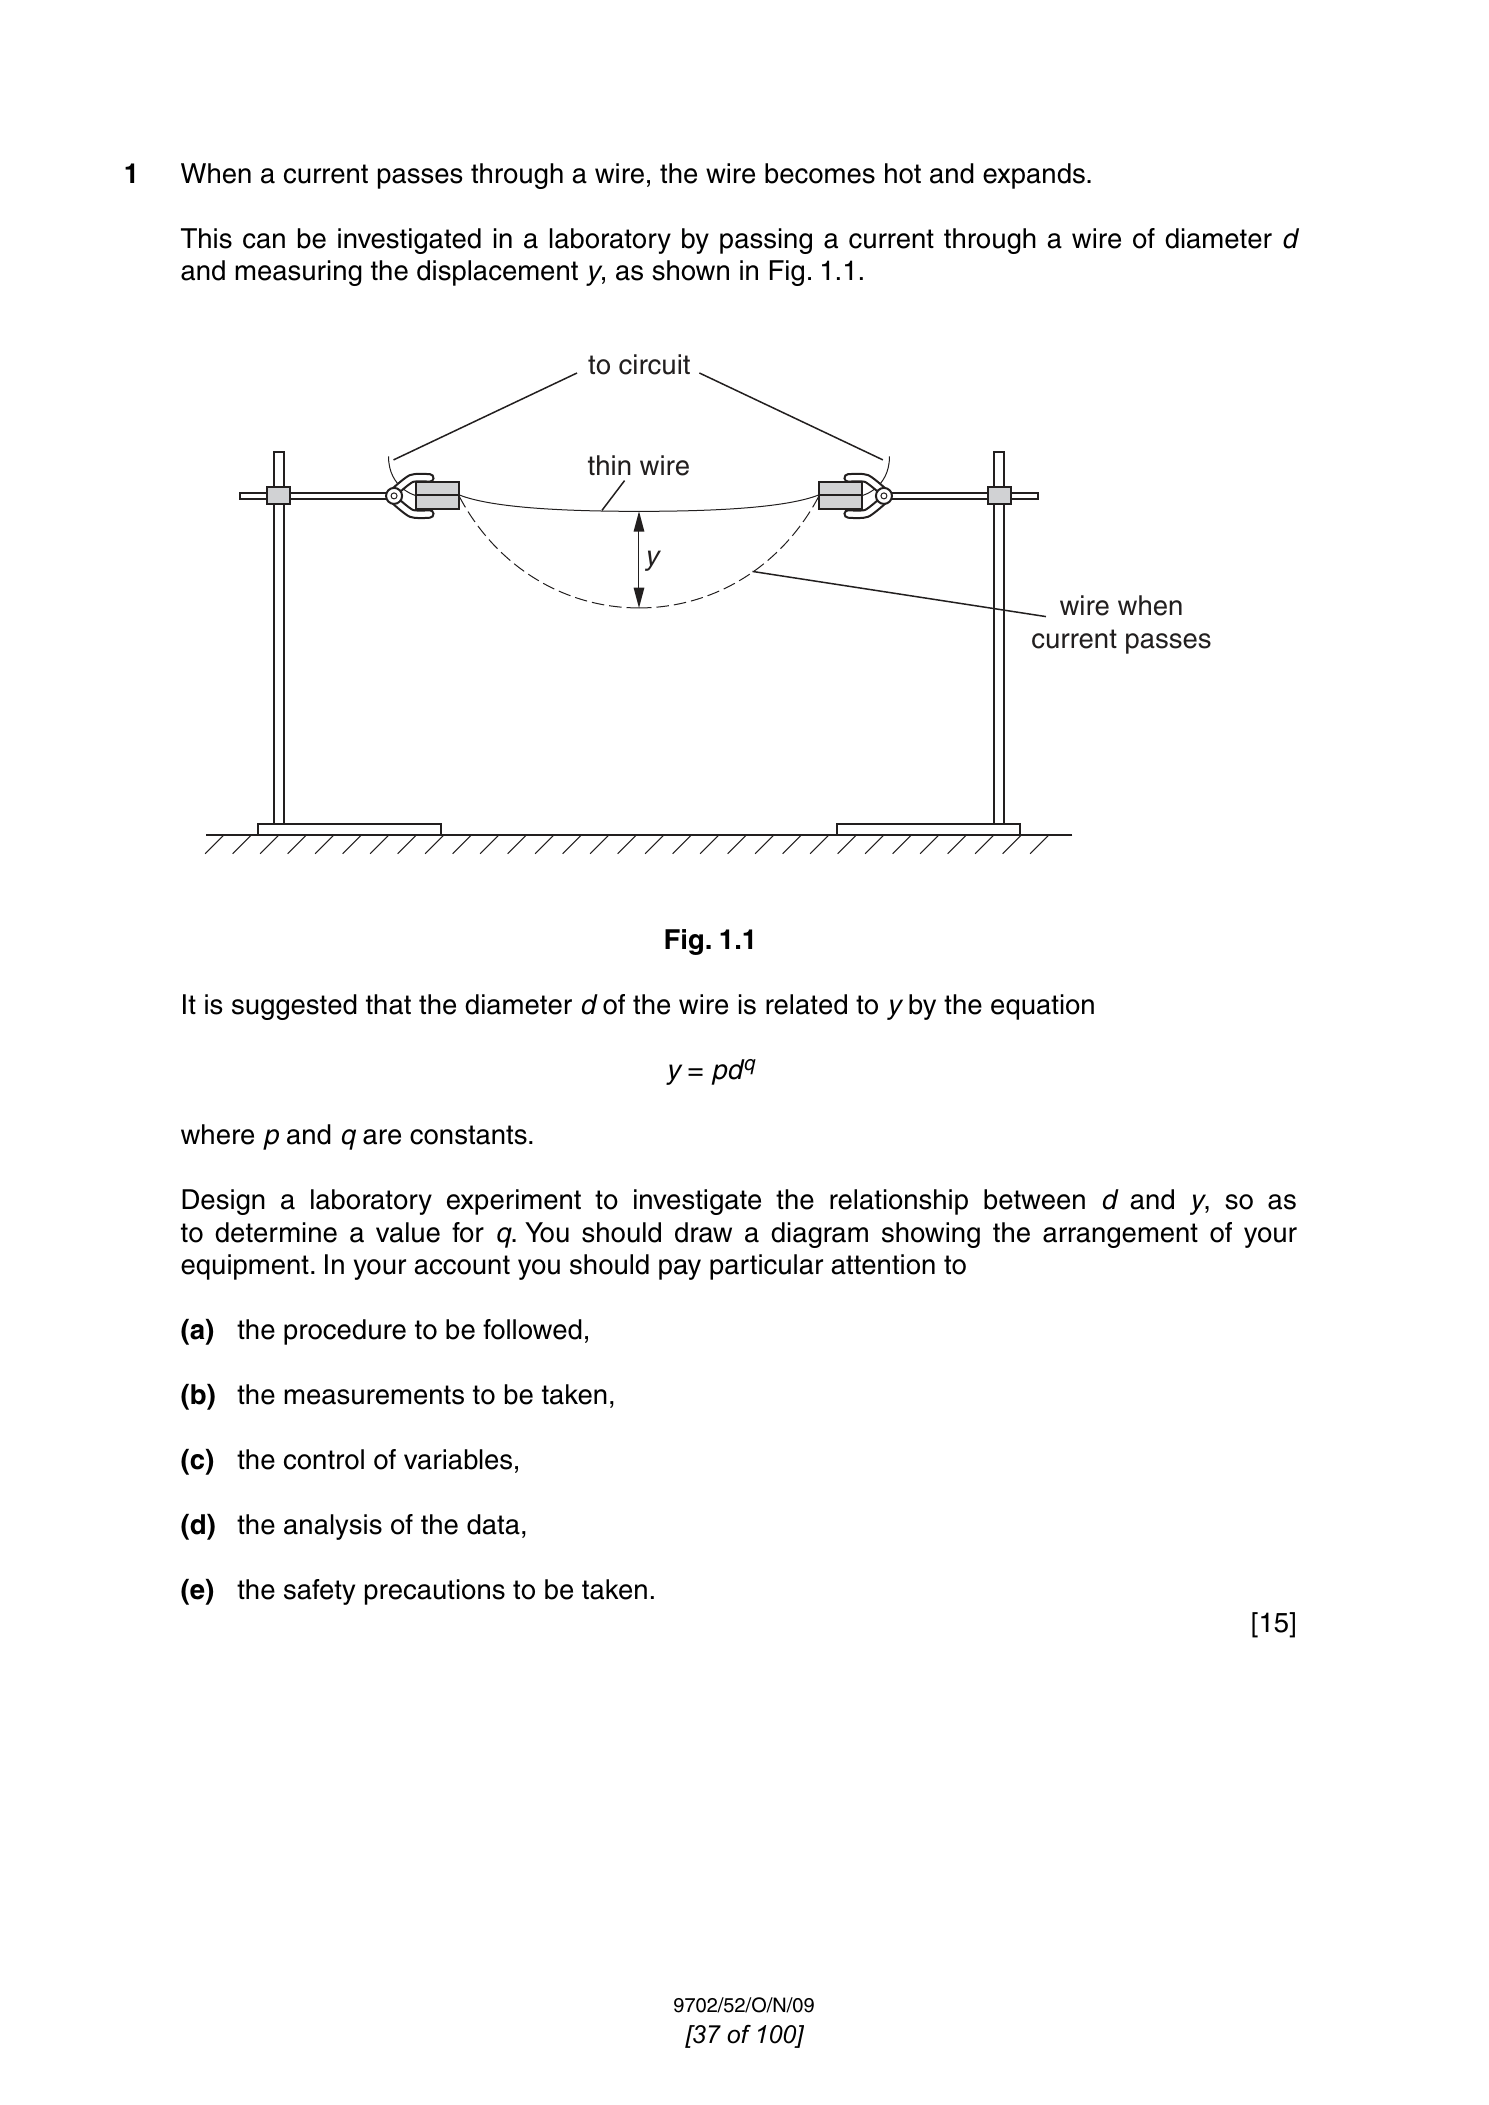 1 When a current passes through a wire, the wire becomes hot and expands.
This can be investigated in a laboratory by passing a current through a wire of diameter d
and measuring the displacement y, as shown in Fig. 1.1.
to circuit
thin wire
y
wire when
current passes
Fig. 1.1
It is suggested that the diameter d of the wire is related to y by the equation
y = pd^q
where p and q are constants.
Design a laboratory experiment to investigate the relationship between d and y, so as
to determine a value for q. You should draw a diagram showing the arrangement of your
equipment. In your account you should pay particular attention to
(a) the procedure to be followed,
(b) the measurements to be taken,
(c) the control of variables,
(d) the analysis of the data,
(e) the safety precautions to be taken.
[15]
9702/52/O/N/09
[37 of 100]